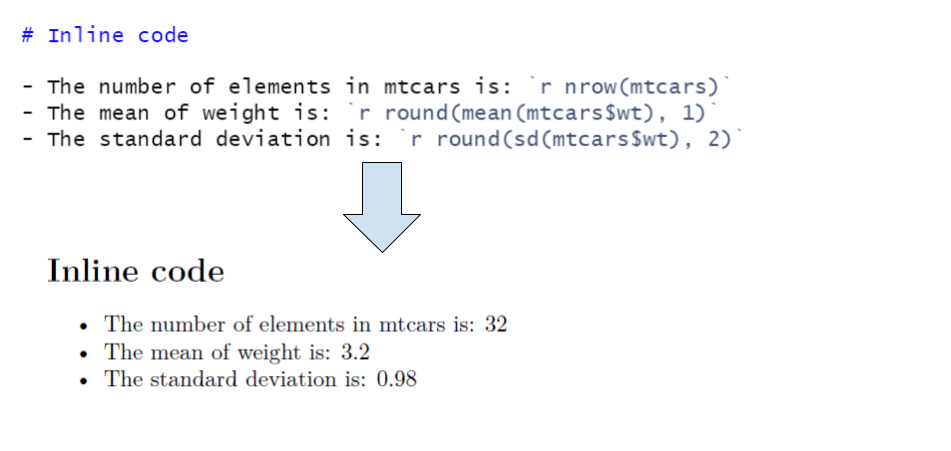 # Inline code
- The number of elements in mtcars is: `r nrow(mtcars)`
- The mean of weight is: `r round(mean(mtcars$wt), 1)`
- The standard deviation is: `r round(sd(mtcars$wt), 2)`
Inline code
• The number of elements in mtcars is: 32
• The mean of weight is: 3.2
• The standard deviation is: 0.98